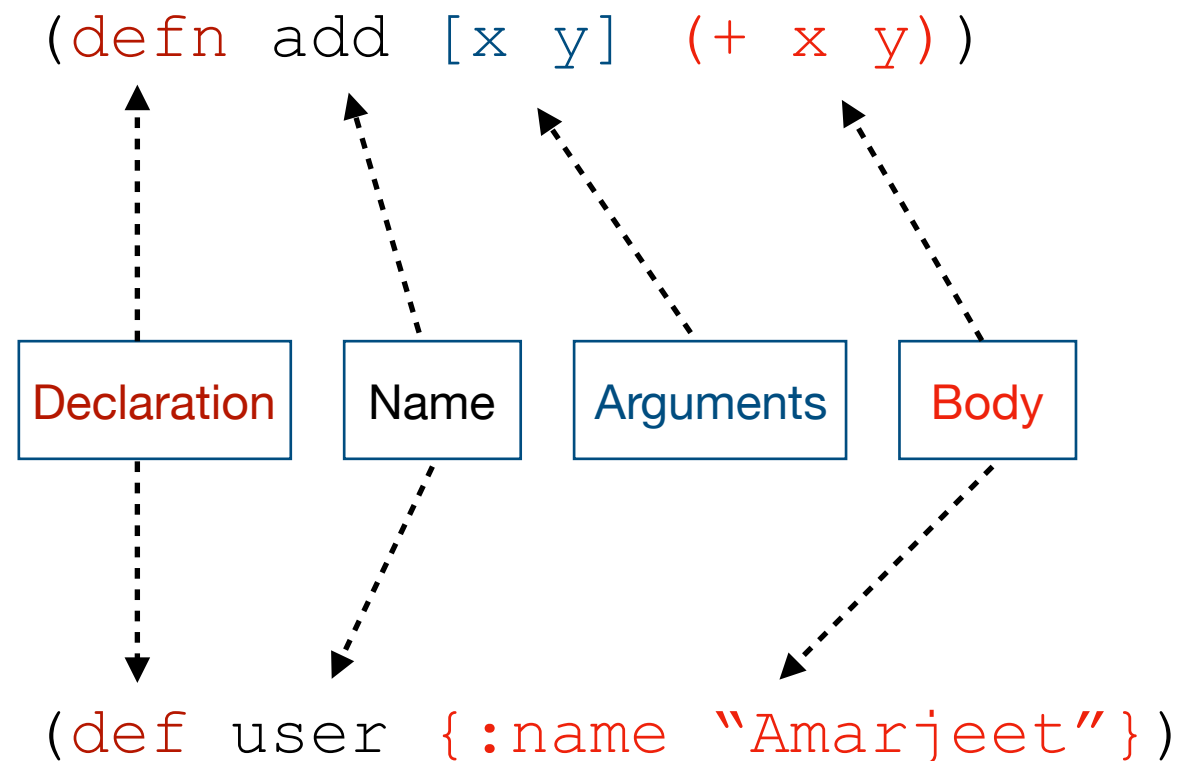 (defn add [x y] (+ x y))
Declaration Name Arguments Body
(def user {:name “Amarjeet”})